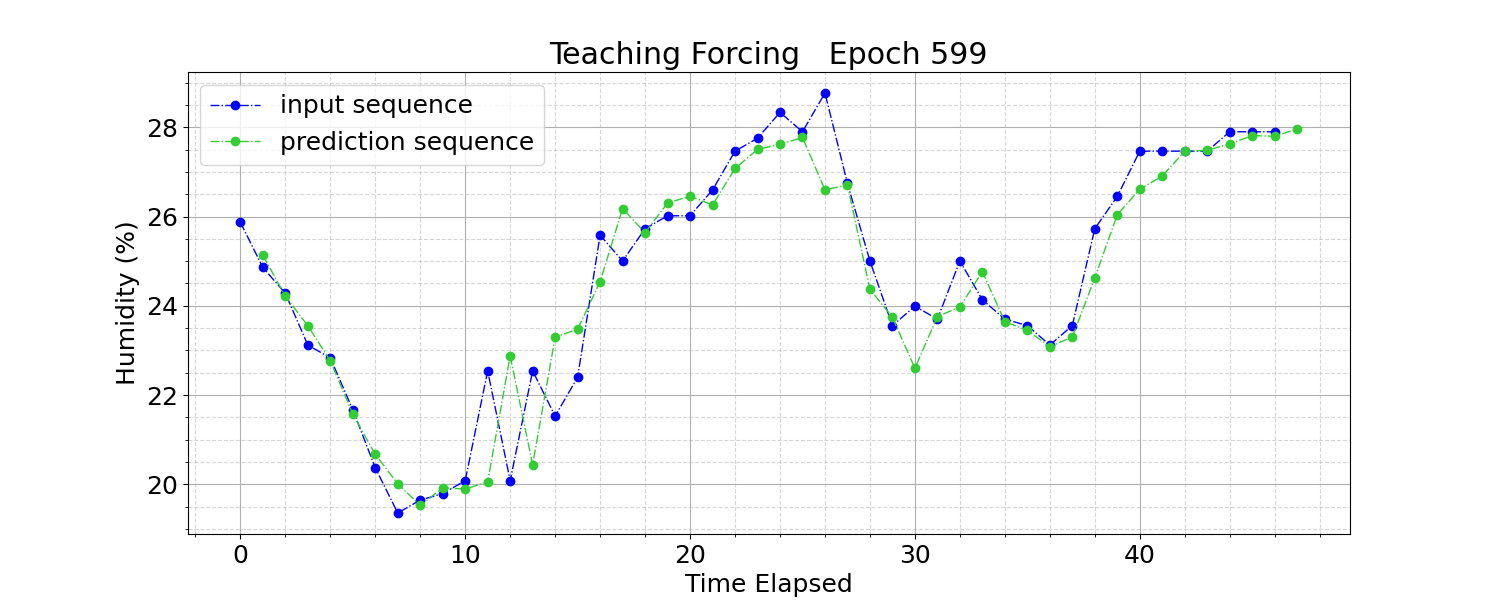 Teaching Forcing   Epoch 599
input sequence
prediction sequence
Humidity (%)
28
26
24
22
20
0 10 20 30 40
Time Elapsed